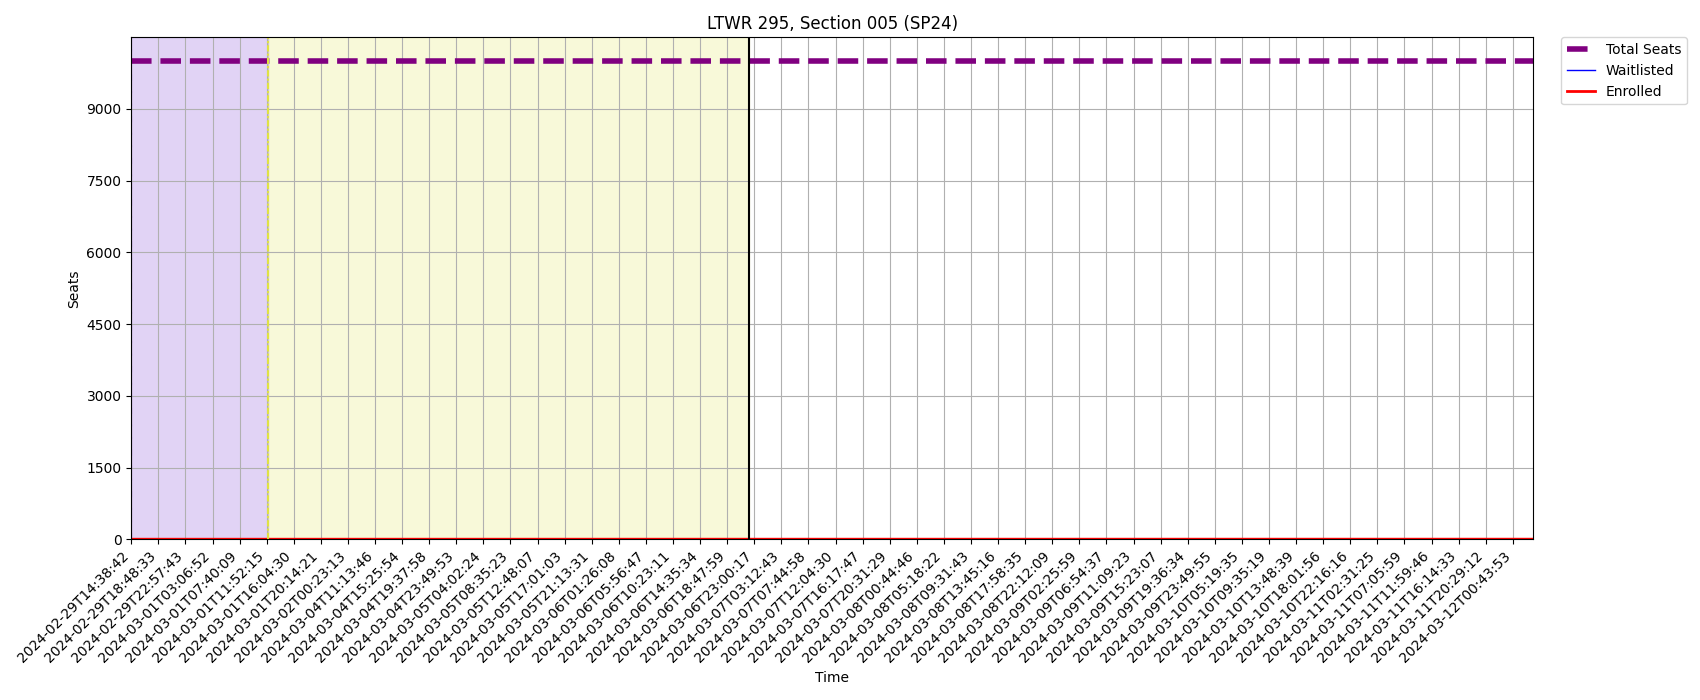 LTWR 295, Section 005 (SP24)
Total Seats
Waitlisted
Enrolled
9000
7500
6000
4500
3000
1500
0
Seats
2024-02-29T14:38:42
2024-02-29T18:48:33
2024-02-29T22:57:43
2024-03-01T03:06:52
2024-03-01T07:40:09
2024-03-01T11:52:15
2024-03-01T16:04:30
2024-03-01T20:14:21
2024-03-02T00:23:13
2024-03-04T11:13:46
2024-03-04T15:25:54
2024-03-04T19:37:58
2024-03-04T23:49:53
2024-03-05T04:02:24
2024-03-05T08:35:23
2024-03-05T12:48:07
2024-03-05T17:01:03
2024-03-05T21:13:31
2024-03-06T01:26:08
2024-03-06T05:56:47
2024-03-06T10:23:11
2024-03-06T14:35:34
2024-03-06T18:47:59
2024-03-06T23:00:17
2024-03-07T03:12:43
2024-03-07T07:44:58
2024-03-07T12:04:30
2024-03-07T16:17:47
2024-03-07T20:31:29
2024-03-08T00:44:46
2024-03-08T05:18:22
2024-03-08T09:31:43
2024-03-08T13:45:16
2024-03-08T17:58:35
2024-03-08T22:12:09
2024-03-09T02:25:59
2024-03-09T06:54:37
2024-03-09T11:09:23
2024-03-09T15:23:07
2024-03-09T19:36:34
2024-03-09T23:49:55
2024-03-10T05:19:35
2024-03-10T09:35:19
2024-03-10T13:48:39
2024-03-10T18:01:56
2024-03-10T22:16:16
2024-03-11T02:31:25
2024-03-11T07:05:59
2024-03-11T11:59:46
2024-03-11T16:14:33
2024-03-11T20:29:12
2024-03-12T00:43:53
Time